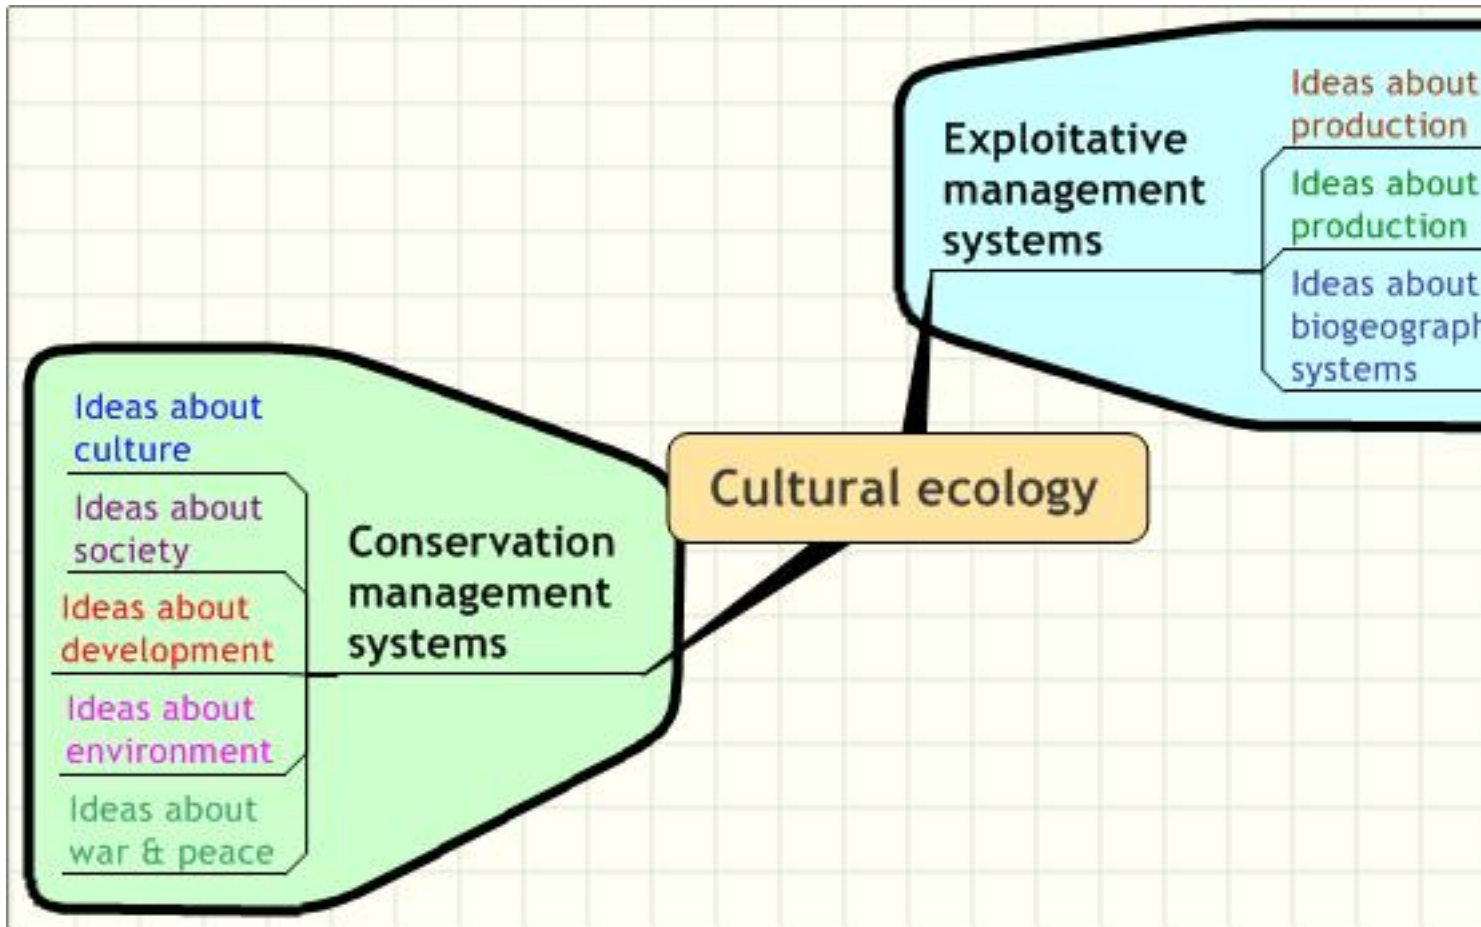 Exploitative
management
systems
Ideas about
production
Ideas about
production
Ideas about
biogeograph
systems
Cultural ecology
Conservation
management
systems
Ideas about
culture
Ideas about
society
Ideas about
development
Ideas about
environment
Ideas about
war & peace